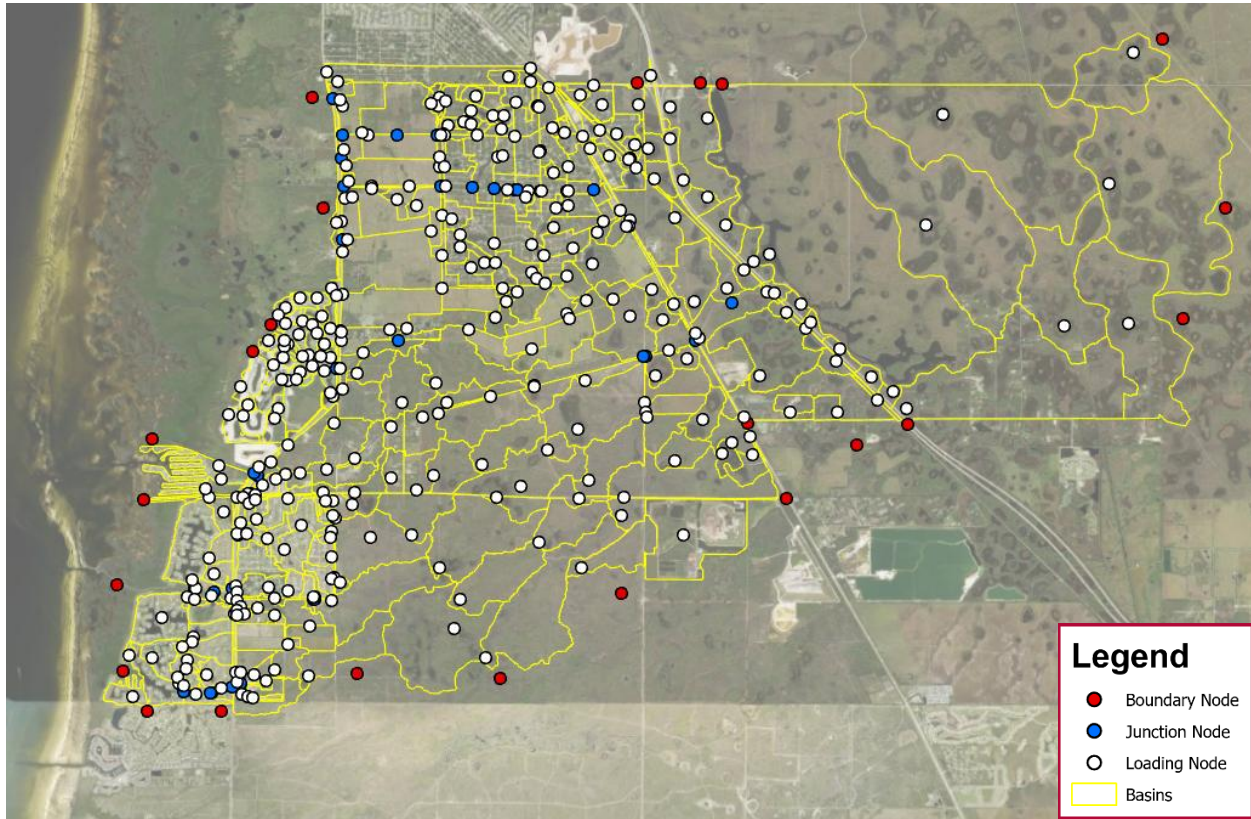 Legend
Boundary Node
Junction Node
Loading Node
Basins